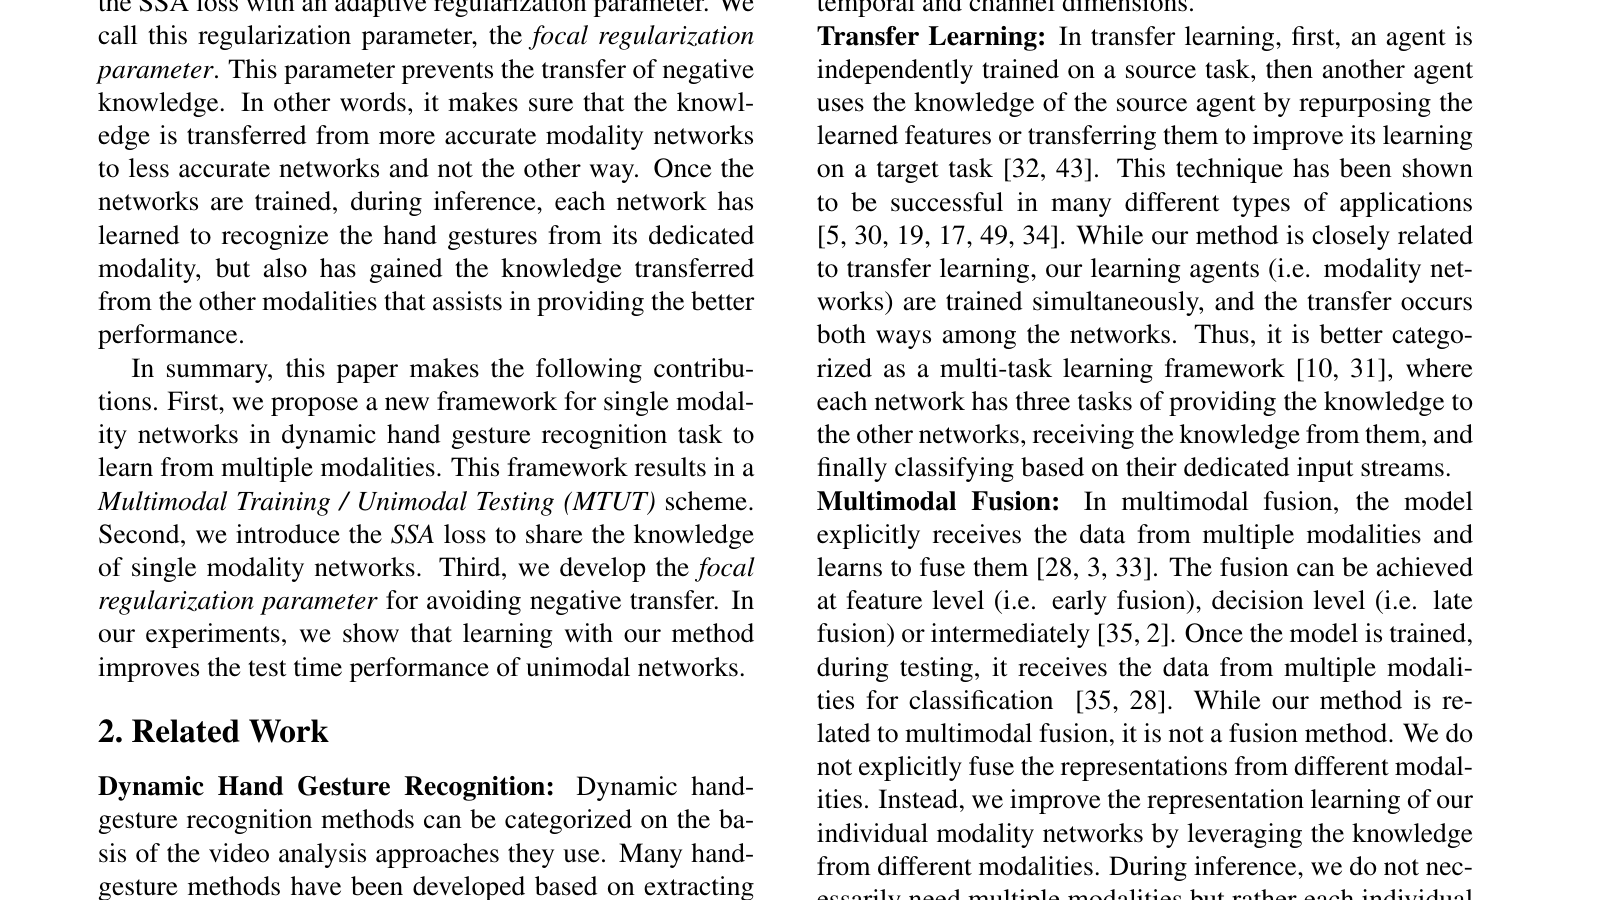 the SSA loss with an adaptive regularization parameter. We
call this regularization parameter, the focal regularization
parameter. This parameter prevents the transfer of negative
knowledge. In other words, it makes sure that the knowl-
edge is transferred from more accurate modality networks
to less accurate networks and not the other way. Once the
networks are trained, during inference, each network has
learned to recognize the hand gestures from its dedicated
modality, but also has gained the knowledge transferred
from the other modalities that assists in providing the better
performance.
In summary, this paper makes the following contribu-
tions. First, we propose a new framework for single modal-
ity networks in dynamic hand gesture recognition task to
learn from multiple modalities. This framework results in a
Multimodal Training / Unimodal Testing (MTUT) scheme.
Second, we introduce the SSA loss to share the knowledge
of single modality networks. Third, we develop the focal
regularization parameter for avoiding negative transfer. In
our experiments, we show that learning with our method
improves the test time performance of unimodal networks.
2. Related Work
Dynamic Hand Gesture Recognition: Dynamic hand-
gesture recognition methods can be categorized on the ba-
sis of the video analysis approaches they use. Many hand-
gesture methods have been developed based on extracting
temporal and channel dimensions.
Transfer Learning: In transfer learning, first, an agent is
independently trained on a source task, then another agent
uses the knowledge of the source agent by repurposing the
learned features or transferring them to improve its learning
on a target task [32, 43]. This technique has been shown
to be successful in many different types of applications
[5, 30, 19, 17, 49, 34]. While our method is closely related
to transfer learning, our learning agents (i.e. modality net-
works) are trained simultaneously, and the transfer occurs
both ways among the networks. Thus, it is better catego-
rized as a multi-task learning framework [10, 31], where
each network has three tasks of providing the knowledge to
the other networks, receiving the knowledge from them, and
finally classifying based on their dedicated input streams.
Multimodal Fusion: In multimodal fusion, the model
explicitly receives the data from multiple modalities and
learns to fuse them [28, 3, 33]. The fusion can be achieved
at feature level (i.e. early fusion), decision level (i.e. late
fusion) or intermediately [35, 2]. Once the model is trained,
during testing, it receives the data from multiple modali-
ties for classification [35, 28]. While our method is re-
lated to multimodal fusion, it is not a fusion method. We do
not explicitly fuse the representations from different modal-
ities. Instead, we improve the representation learning of our
individual modality networks by leveraging the knowledge
from different modalities. During inference, we do not nec-
essarily need multiple modalities but rather each individual